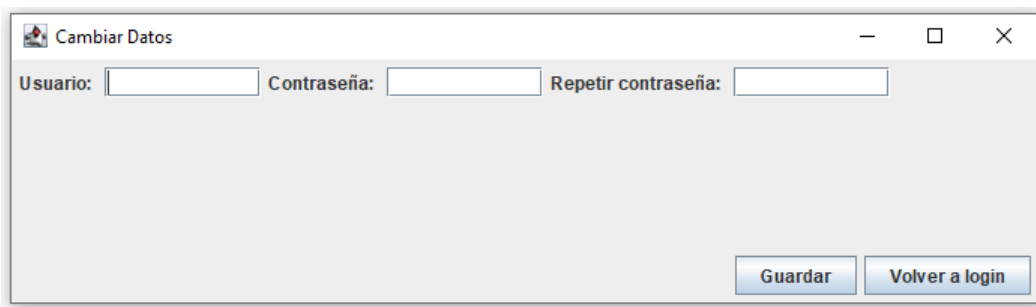 Cambiar Datos
Usuario: Contraseña: Repetir contraseña:
Guardar Volver a login